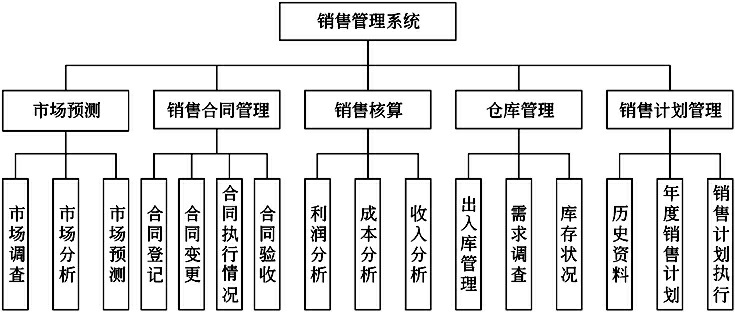 销售管理系统
市场预测
销售合同管理
销售核算
仓库管理
销售计划管理
市场调查
市场分析
市场预测
合同登记
合同变更
合同执行情况
合同验收
利润分析
成本分析
收入分析
出入库管理
需求调查
库存状况
历史资料
年度销售计划
销售计划执行